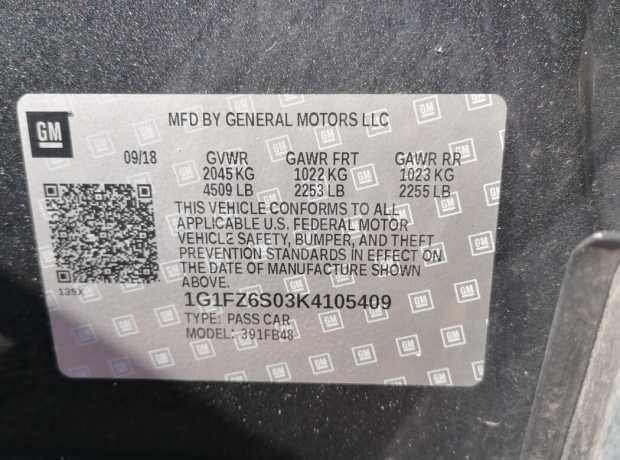 GM
MFD BY GENERAL MOTORS LLC
09/18 GVWR GAWR FRT GAWR RR
2045 KG 1022 KG 1023 KG
4509 LB 2253 LB 2255 LB
THIS VEHICLE CONFORMS TO ALL
APPLICABLE U.S. FEDERAL MOTOR
VEHICLE SAFETY, BUMPER, AND THEFT
PREVENTION STANDARDS IN EFFECT ON
THE DATE OF MANUFACTURE SHOWN
ABOVE.
139X
1G1FZ6S03K4105409
TYPE: PASS CAR
MODEL: 391FB48